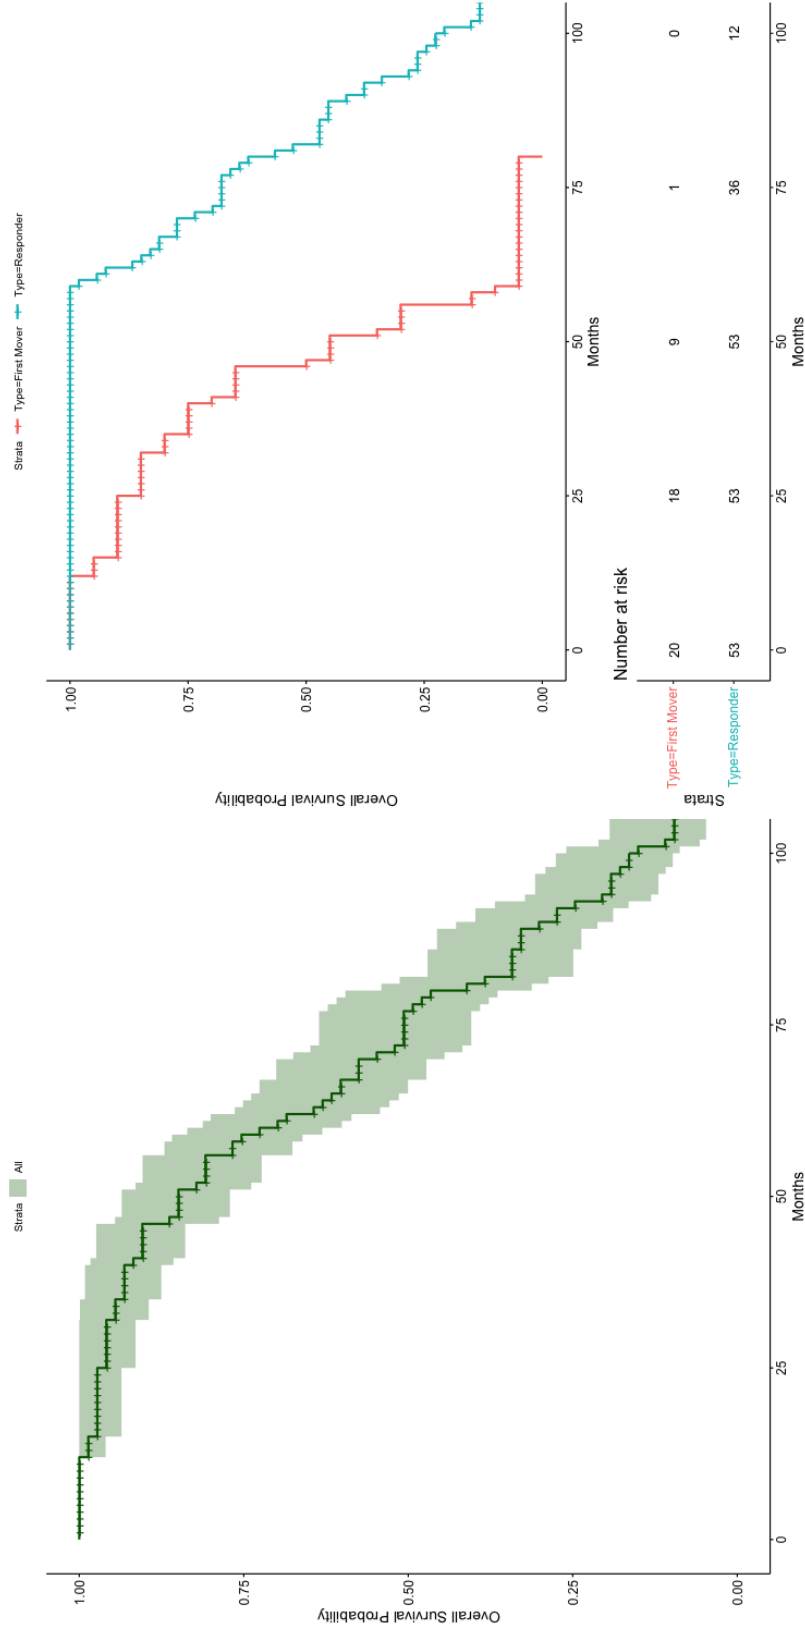 Strata All
1.00
0.75
0.50
0.25
0.00
Overall Survival Probability
0 25 50 75 100
Months
Strata Type=First Mover Type=Responder
1.00
0.75
0.50
0.25
0.00
Overall Survival Probability
0 25 50 75 100
Months
Number at risk
Strata
Type=First Mover 20 18 9 1 0
Type=Responder 53 53 53 36 12
0 25 50 75 100
Months